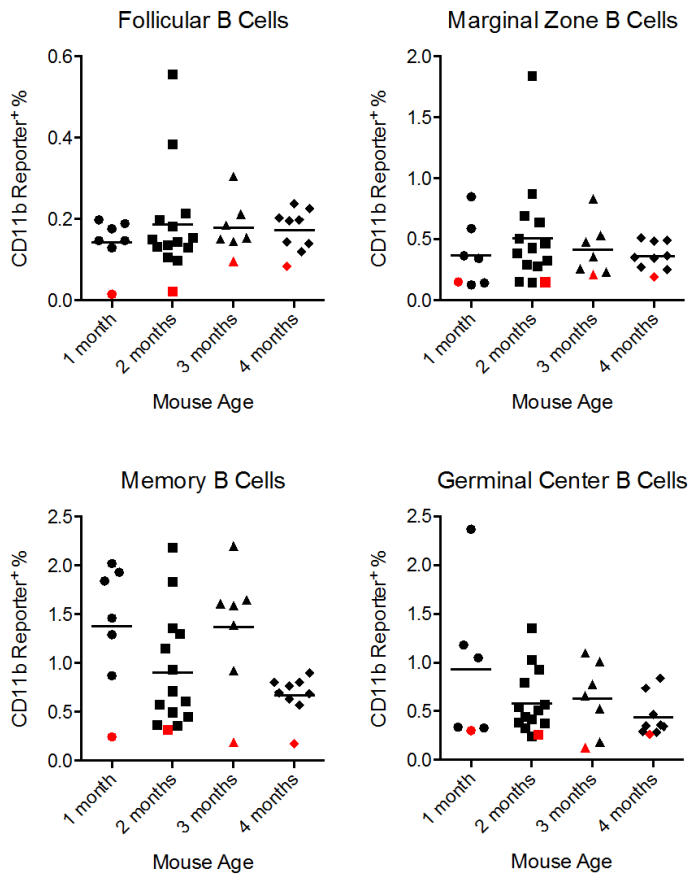 Follicular B Cells
CD11b Reporter⁺ %
0.6
0.4
0.2
0.0
1 month
2 months
3 months
4 months
Mouse Age
Marginal Zone B Cells
CD11b Reporter⁺ %
2.0
1.5
1.0
0.5
0.0
1 month
2 months
3 months
4 months
Mouse Age
Memory B Cells
CD11b Reporter⁺ %
2.5
2.0
1.5
1.0
0.5
0.0
1 month
2 months
3 months
4 months
Mouse Age
Germinal Center B Cells
CD11b Reporter⁺ %
2.5
2.0
1.5
1.0
0.5
0.0
1 month
2 months
3 months
4 months
Mouse Age